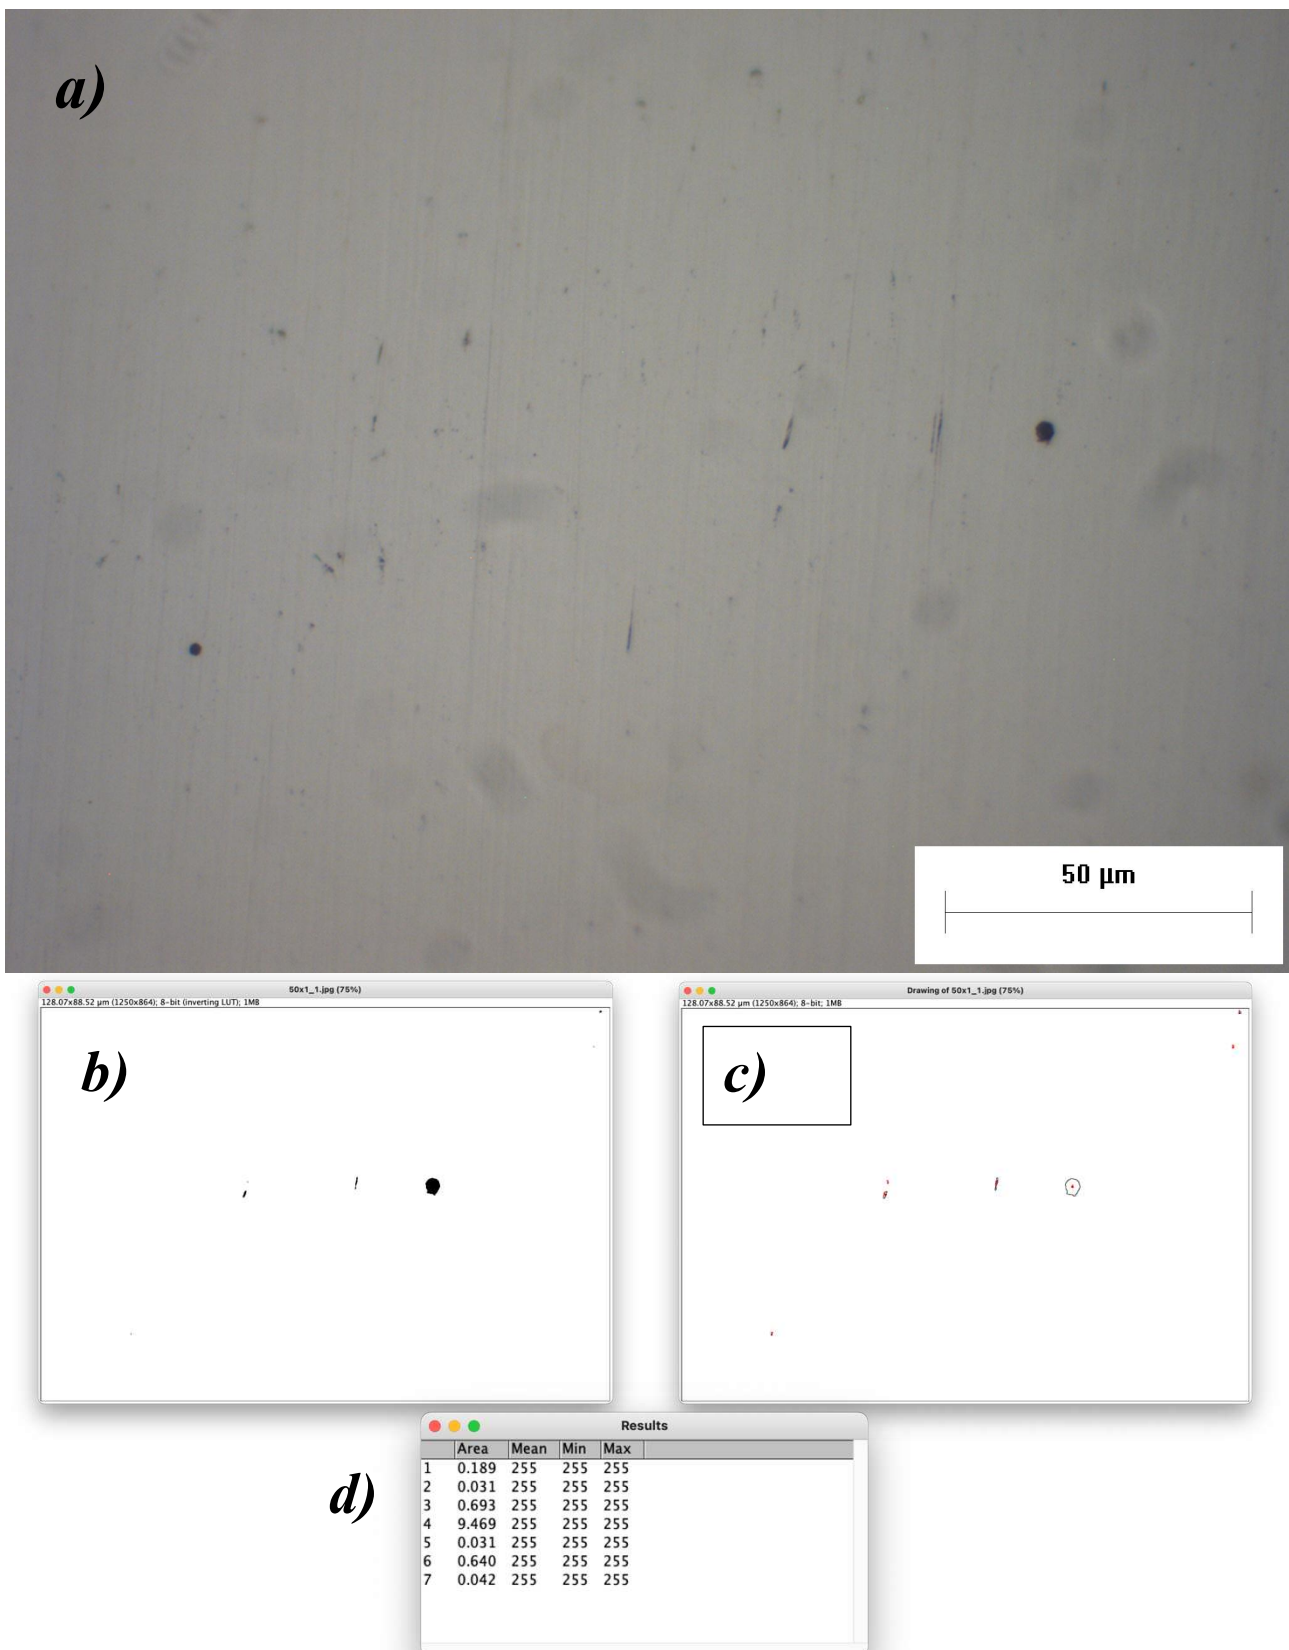 a)
50 µm
50x1_1.jpg (75%)
128.07x88.52 µm (1250x864); 8-bit (inverting LUT); 1MB
b)
Drawing of 50x1_1.jpg (75%)
128.07x88.52 µm (1250x864); 8-bit; 1MB
c)
d)
Results
Area Mean Min Max
1 0.189 255 255 255
2 0.031 255 255 255
3 0.693 255 255 255
4 9.469 255 255 255
5 0.031 255 255 255
6 0.640 255 255 255
7 0.042 255 255 255